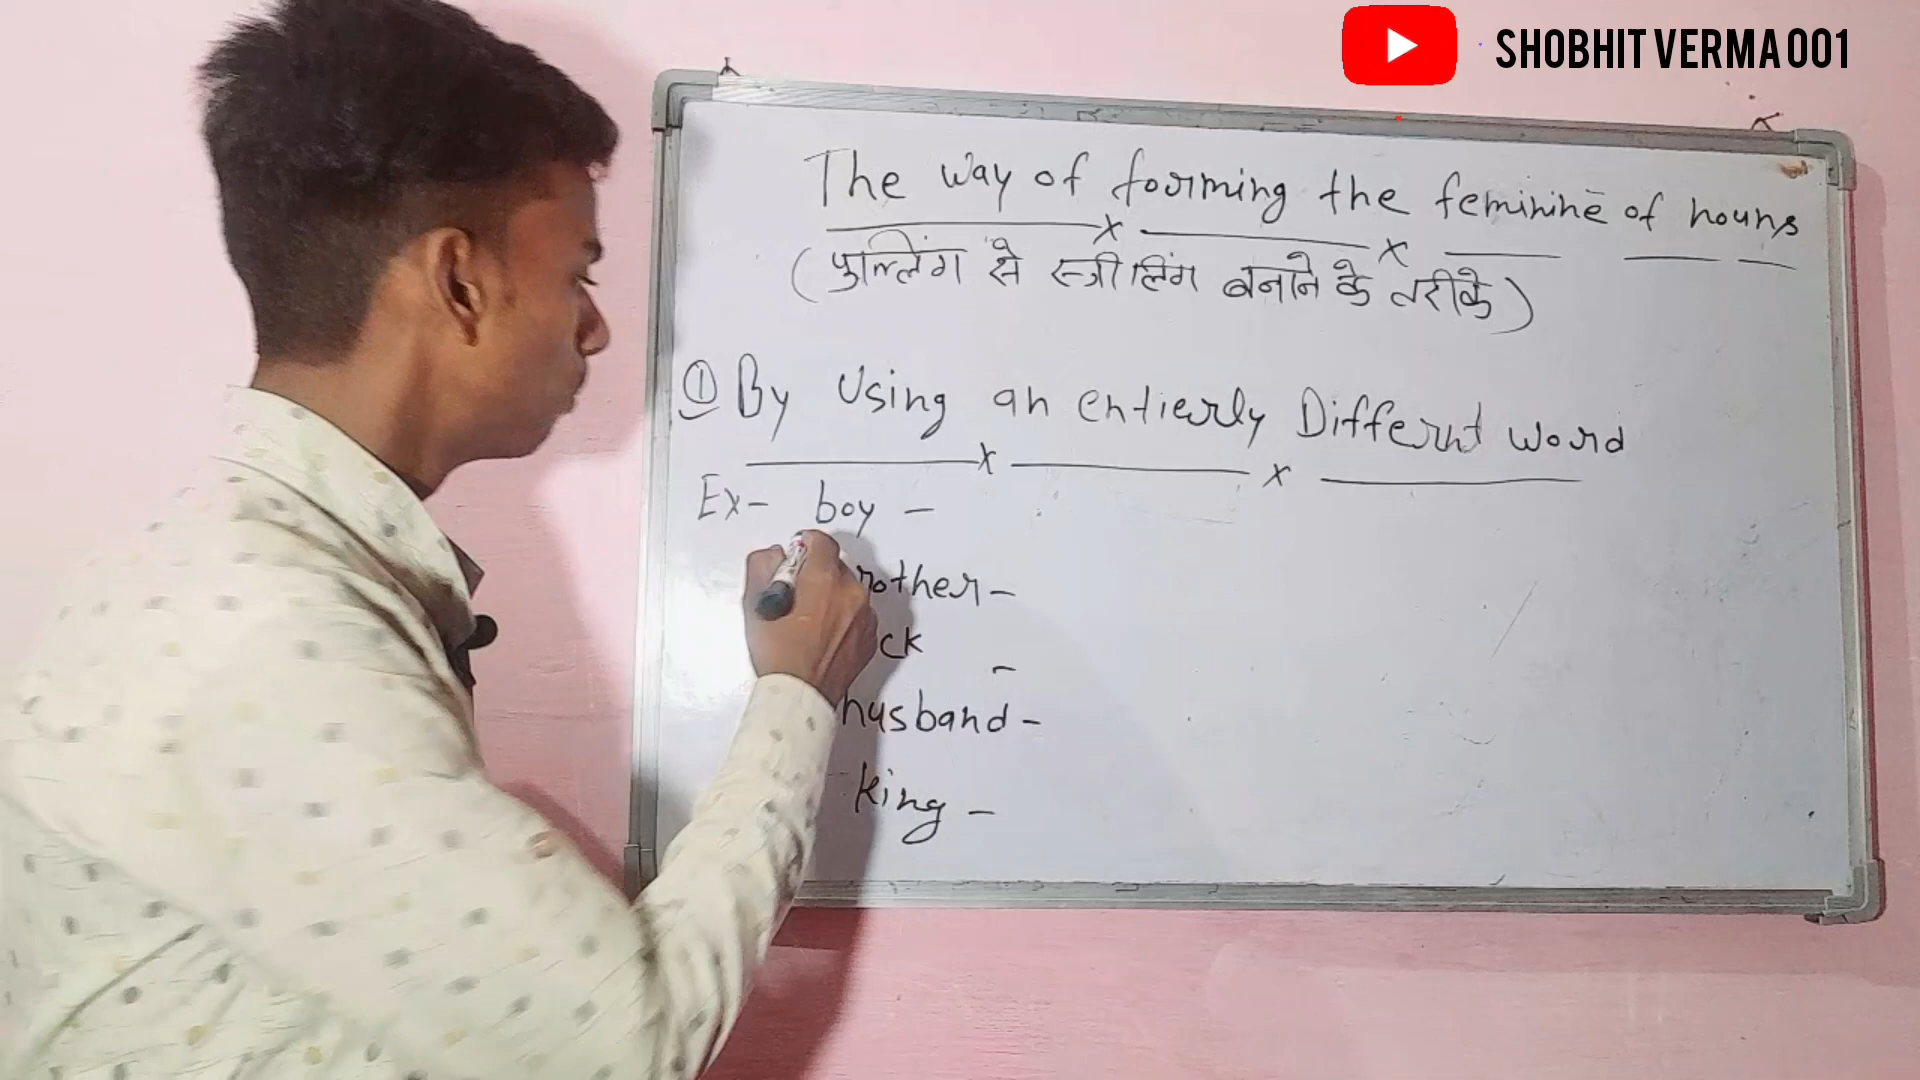 SHOBHIT VERMA 001
The way of forming the feminine of nouns
(पुल्लिंग से स्त्रीलिंग बनाने के तरीके)
① By Using an entierly Differnt word
Ex- boy -
rother -
ck -
husband -
king -